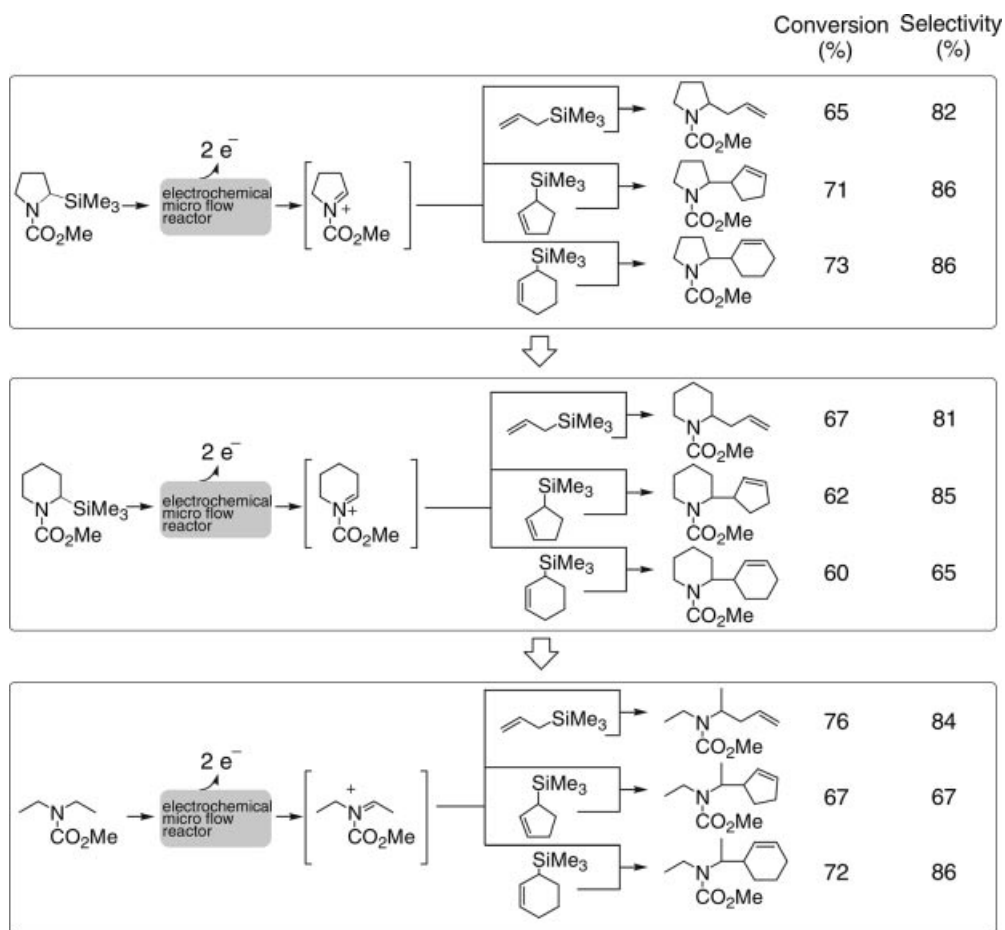 Conversion Selectivity
(%) (%)
SiMe3
N
CO2Me
65 82
2 e−
N
SiMe3
CO2Me
electrochemical
micro flow
reactor
N
+
CO2Me
SiMe3
N
CO2Me
71 86
SiMe3
N
CO2Me
73 86
SiMe3
N
CO2Me
67 81
2 e−
N
SiMe3
CO2Me
electrochemical
micro flow
reactor
N
+
CO2Me
SiMe3
N
CO2Me
62 85
SiMe3
N
CO2Me
60 65
SiMe3
N
CO2Me
76 84
2 e−
N
CO2Me
electrochemical
micro flow
reactor
+
N
CO2Me
SiMe3
N
CO2Me
67 67
SiMe3
N
CO2Me
72 86